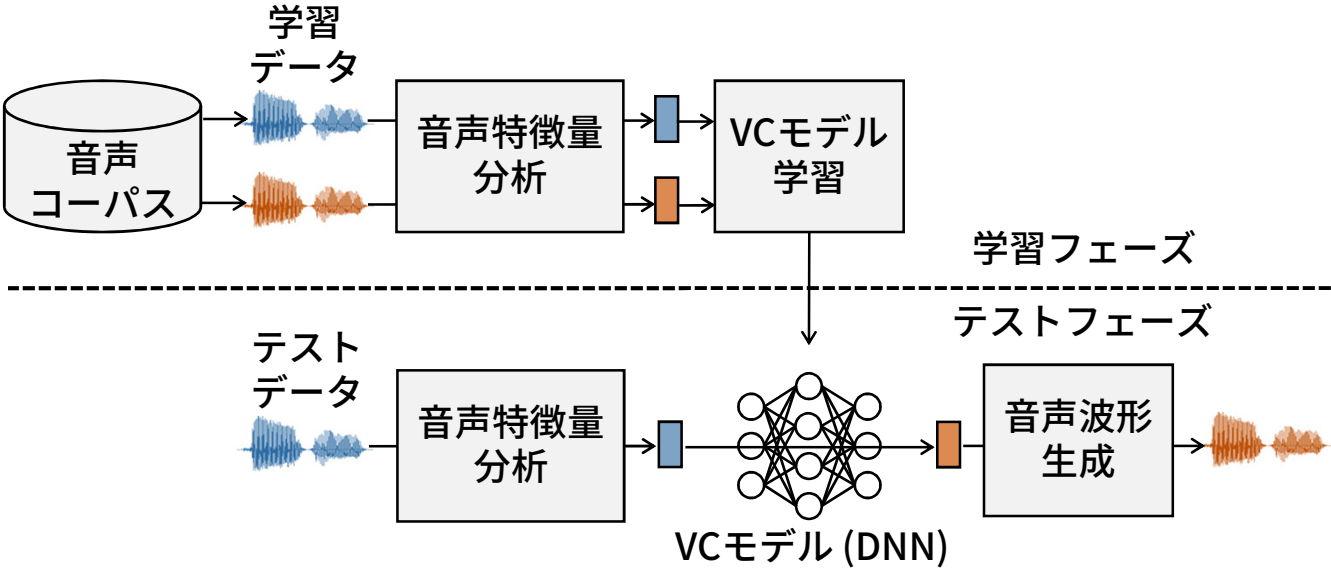 学習
データ
音声
コーパス
音声特徴量
分析
VCモデル
学習
学習フェーズ
テストフェーズ
テスト
データ
音声特徴量
分析
音声波形
生成
VCモデル (DNN)